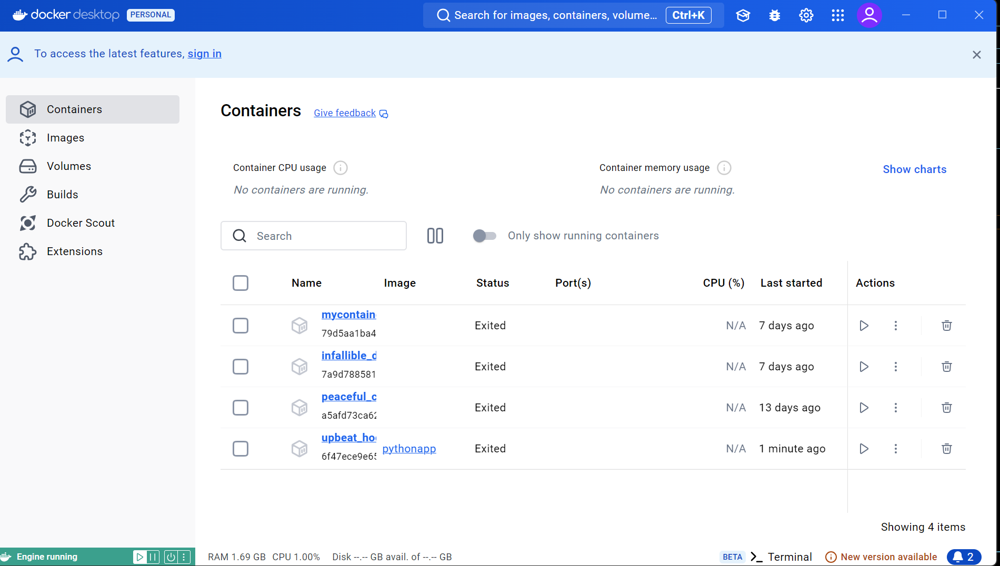 docker desktop PERSONAL
Search for images, containers, volume... Ctrl+K
To access the latest features, sign in
Containers
Images
Volumes
Builds
Docker Scout
Extensions
Containers Give feedback
Container CPU usage
No containers are running.
Container memory usage
No containers are running.
Show charts
Search
Only show running containers
Name Image Status Port(s) CPU (%) Last started Actions
mycontain
79d5aa1ba4
Exited N/A 7 days ago
infallible_d
7a9d788581
Exited N/A 7 days ago
peaceful_c
a5afd73ca62
Exited N/A 13 days ago
upbeat_ho
6f47ece9e65
pythonapp Exited N/A 1 minute ago
Showing 4 items
Engine running
RAM 1.69 GB CPU 1.00% Disk --.-- GB avail. of --.-- GB
BETA Terminal New version available 2